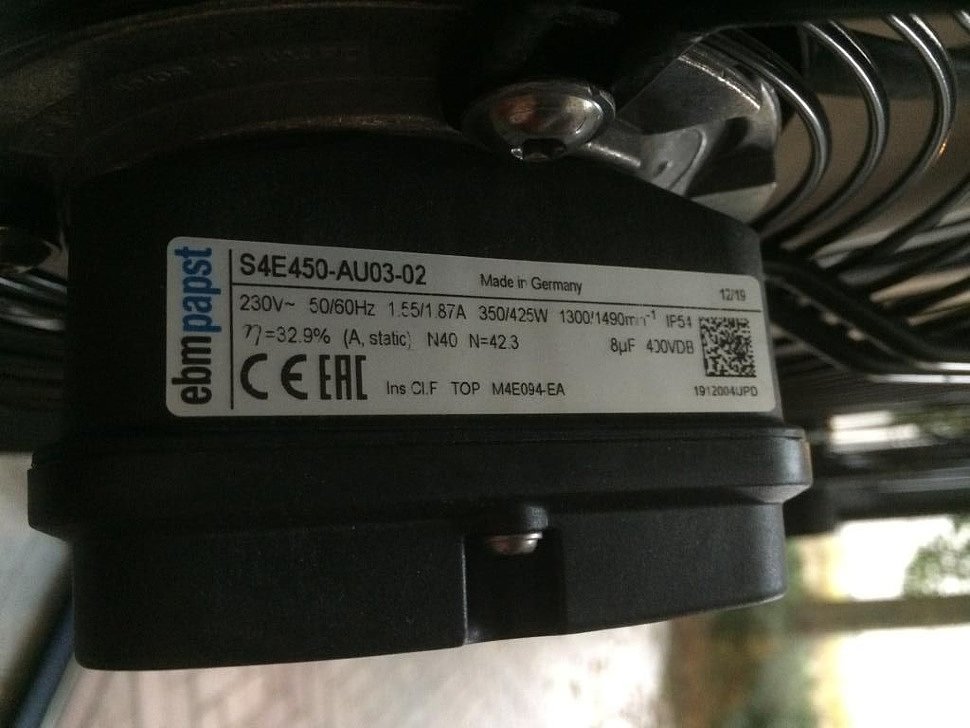 ebmpapst
S4E450-AU03-02 Made in Germany 12/19
230V~ 50/60Hz 1.55/1.87A 350/425W 1300/1490min⁻¹ IP54
η=32.9% (A, static) N40 N=42.3 8µF 400VDB
CE EAC Ins Cl.F TOP M4E094-EA 1912004UPD